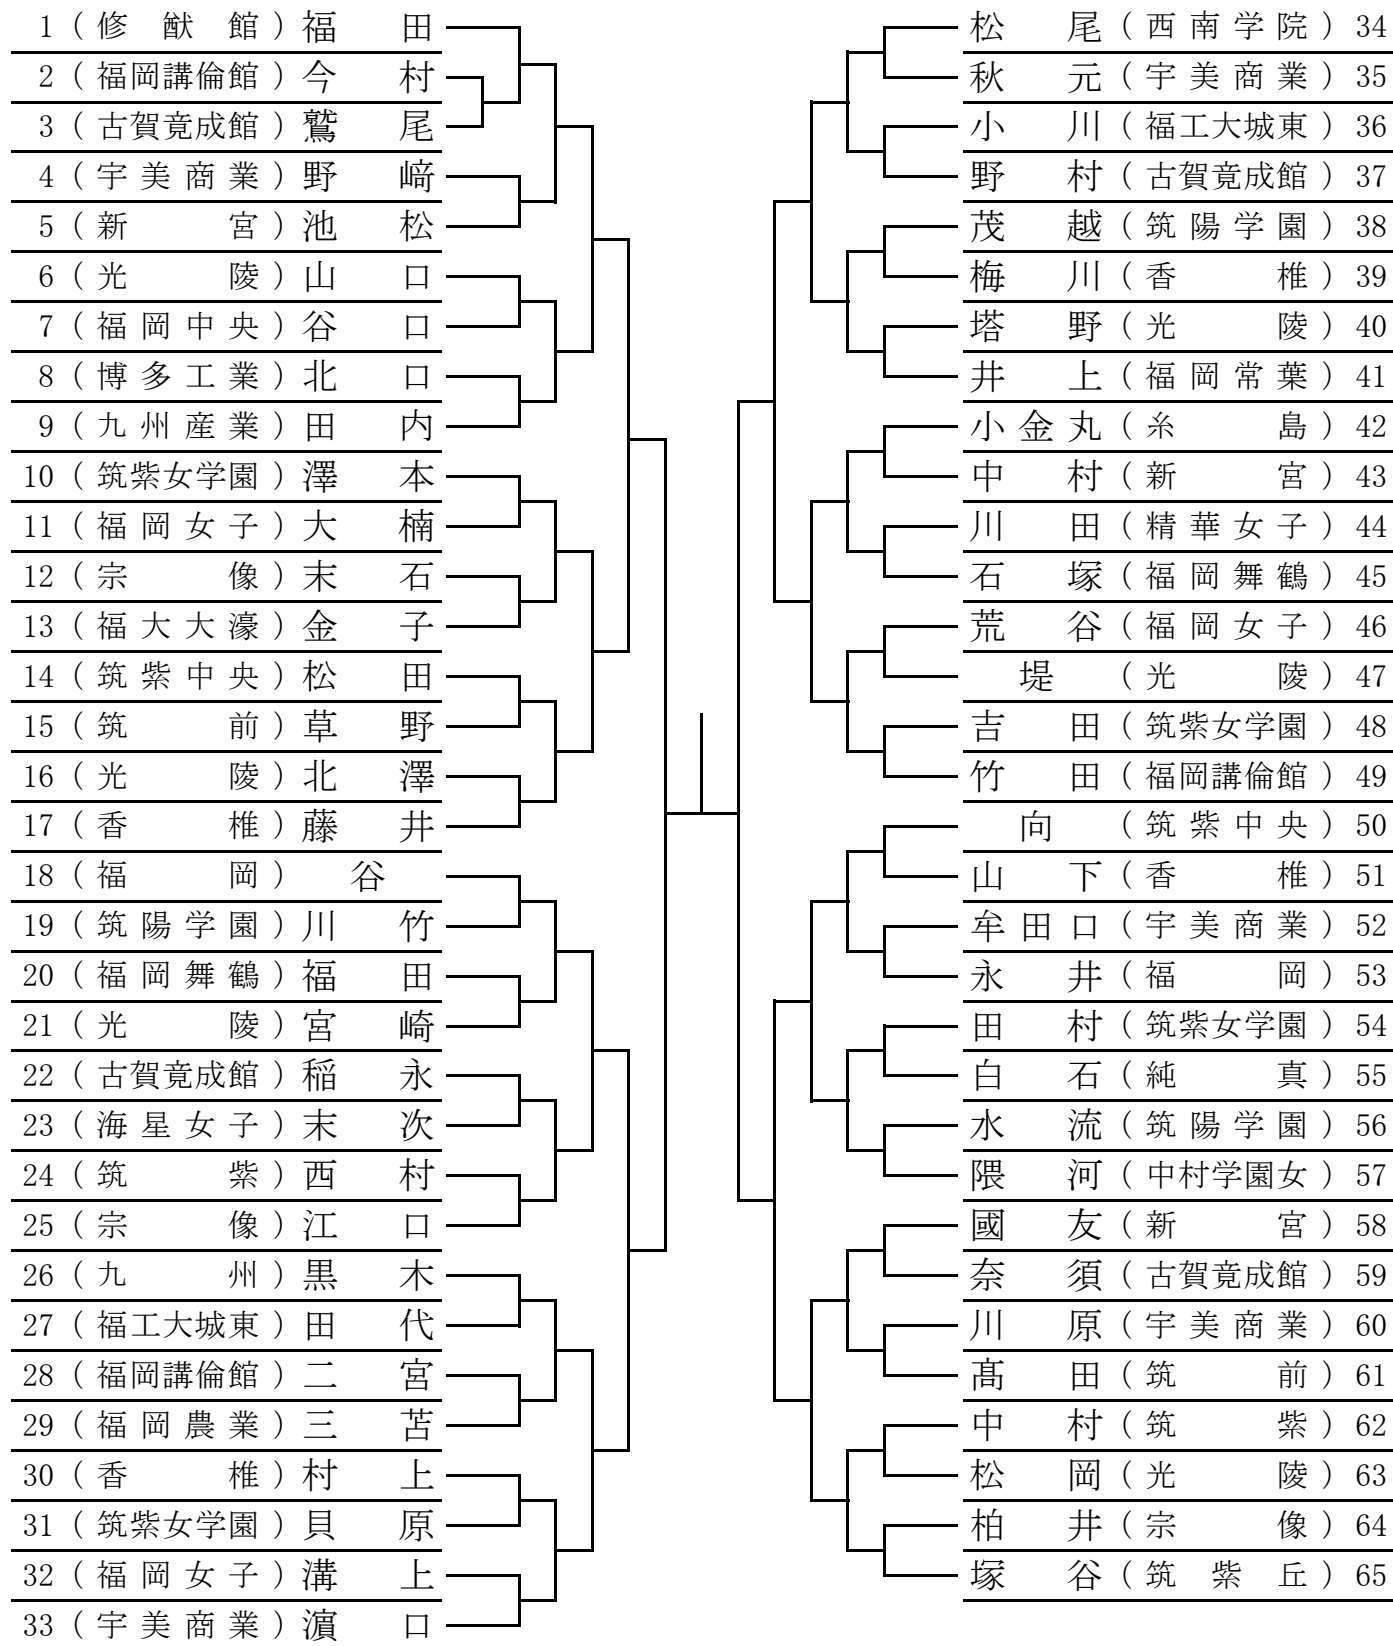 1 ( 修 猷 館 ) 福 田
2 ( 福岡講倫館 ) 今 村
3 ( 古賀竟成館 ) 鷲 尾
4 ( 宇 美 商 業 ) 野 﨑
5 ( 新 宮 ) 池 松
6 ( 光 陵 ) 山 口
7 ( 福 岡 中 央 ) 谷 口
8 ( 博 多 工 業 ) 北 口
9 ( 九 州 産 業 ) 田 内
10 ( 筑紫女学園 ) 澤 本
11 ( 福 岡 女 子 ) 大 楠
12 ( 宗 像 ) 末 石
13 ( 福 大 大 濠 ) 金 子
14 ( 筑 紫 中 央 ) 松 田
15 ( 筑 前 ) 草 野
16 ( 光 陵 ) 北 澤
17 ( 香 椎 ) 藤 井
18 ( 福 岡 ) 谷
19 ( 筑 陽 学 園 ) 川 竹
20 ( 福 岡 舞 鶴 ) 福 田
21 ( 光 陵 ) 宮 崎
22 ( 古賀竟成館 ) 稲 永
23 ( 海 星 女 子 ) 末 次
24 ( 筑 紫 ) 西 村
25 ( 宗 像 ) 江 口
26 ( 九 州 ) 黒 木
27 ( 福工大城東 ) 田 代
28 ( 福岡講倫館 ) 二 宮
29 ( 福 岡 農 業 ) 三 苫
30 ( 香 椎 ) 村 上
31 ( 筑紫女学園 ) 貝 原
32 ( 福 岡 女 子 ) 溝 上
33 ( 宇 美 商 業 ) 濵 口
松 尾 ( 西 南 学 院 ) 34
秋 元 ( 宇 美 商 業 ) 35
小 川 ( 福工大城東 ) 36
野 村 ( 古賀竟成館 ) 37
茂 越 ( 筑 陽 学 園 ) 38
梅 川 ( 香 椎 ) 39
塔 野 ( 光 陵 ) 40
井 上 ( 福 岡 常 葉 ) 41
小 金 丸 ( 糸 島 ) 42
中 村 ( 新 宮 ) 43
川 田 ( 精 華 女 子 ) 44
石 塚 ( 福 岡 舞 鶴 ) 45
荒 谷 ( 福 岡 女 子 ) 46
堤 ( 光 陵 ) 47
吉 田 ( 筑紫女学園 ) 48
竹 田 ( 福岡講倫館 ) 49
向 ( 筑 紫 中 央 ) 50
山 下 ( 香 椎 ) 51
牟 田 口 ( 宇 美 商 業 ) 52
永 井 ( 福 岡 ) 53
田 村 ( 筑紫女学園 ) 54
白 石 ( 純 真 ) 55
水 流 ( 筑 陽 学 園 ) 56
隈 河 ( 中村学園女 ) 57
國 友 ( 新 宮 ) 58
奈 須 ( 古賀竟成館 ) 59
川 原 ( 宇 美 商 業 ) 60
髙 田 ( 筑 前 ) 61
中 村 ( 筑 紫 ) 62
松 岡 ( 光 陵 ) 63
柏 井 ( 宗 像 ) 64
塚 谷 ( 筑 紫 丘 ) 65